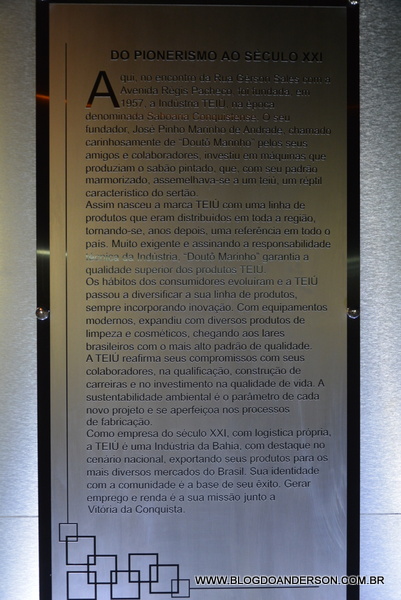 DO PIONERISMO AO SÉCULO XXI
Aqui, no encontro da Rua Gerson Sales com a
Avenida Régis Pacheco, foi fundada, em
1957, a Indústria TEIÚ, na época
denominada Saboaria Conquistense. O seu
fundador, José Pinho Marinho de Andrade, chamado
carinhosamente de "Doutô Marinho" pelos seus
amigos e colaboradores, investiu em máquinas que
produziam o sabão pintado, que, com seu padrão
marmorizado, assemelhava-se a um teiú, um réptil
característico do sertão.
Assim nasceu a marca TEIÚ com uma linha de
produtos que eram distribuídos em toda a região,
tornando-se, anos depois, uma referência em todo o
país. Muito exigente e assinando a responsabilidade
técnica da Indústria, "Doutô Marinho" garantia a
qualidade superior dos produtos TEIÚ.
Os hábitos dos consumidores evoluíram e a TEIÚ
passou a diversificar a sua linha de produtos,
sempre incorporando inovação. Com equipamentos
modernos, expandiu com diversos produtos de
limpeza e cosméticos, chegando aos lares
brasileiros com o mais alto padrão de qualidade.
A TEIÚ reafirma seus compromissos com seus
colaboradores, na qualificação, construção de
carreiras e no investimento na qualidade de vida. A
sustentabilidade ambiental é o parâmetro de cada
novo projeto e se aperfeiçoa nos processos
de fabricação.
Como empresa do século XXI, com logística própria,
a TEIÚ é uma Indústria da Bahia, com destaque no
cenário nacional, exportando seus produtos para os
mais diversos mercados do Brasil. Sua identidade
com a comunidade é a base de seu êxito. Gerar
emprego e renda é a sua missão junto a
Vitória da Conquista.
WWW.BLOGDOANDERSON.COM.BR